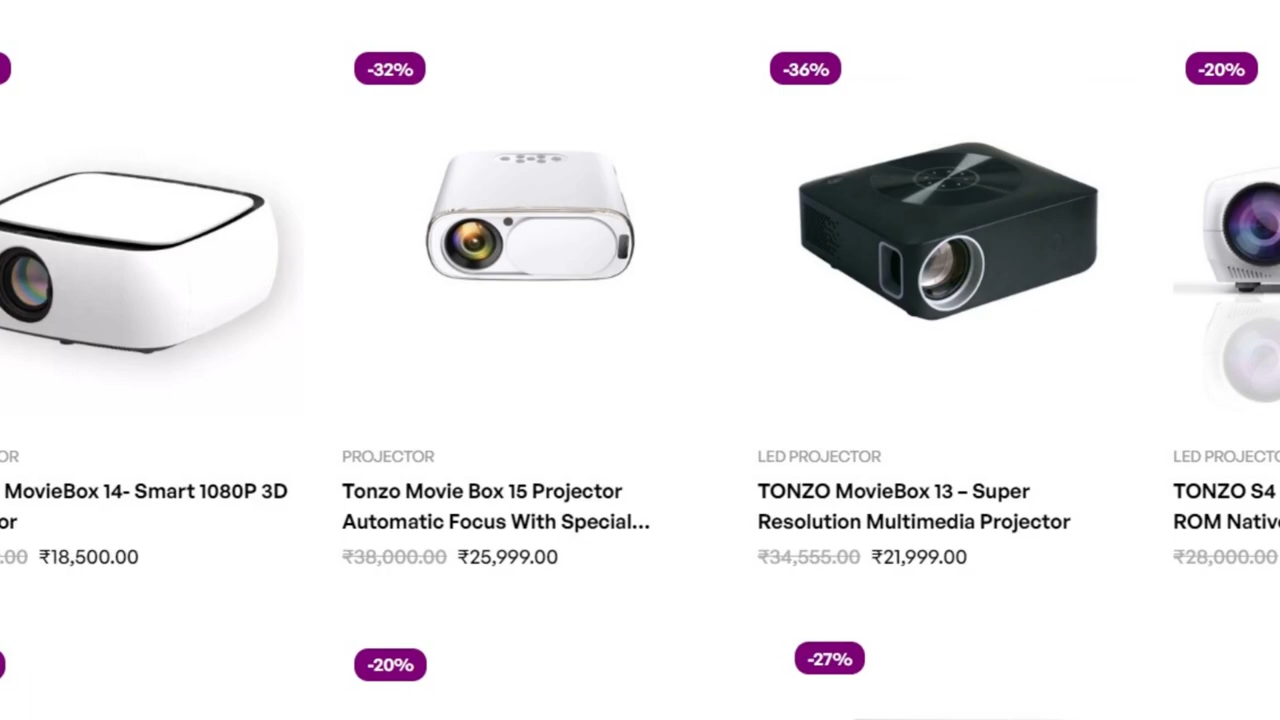 -32%
-36%
-20%
OR
PROJECTOR
LED PROJECTOR
LED PROJECTO
MovieBox 14- Smart 1080P 3D
or
Tonzo Movie Box 15 Projector
Automatic Focus With Special...
TONZO MovieBox 13 – Super
Resolution Multimedia Projector
TONZO S4
ROM Native
.00 ₹18,500.00
₹38,000.00 ₹25,999.00
₹34,555.00 ₹21,999.00
₹28,000.00
-20%
-27%